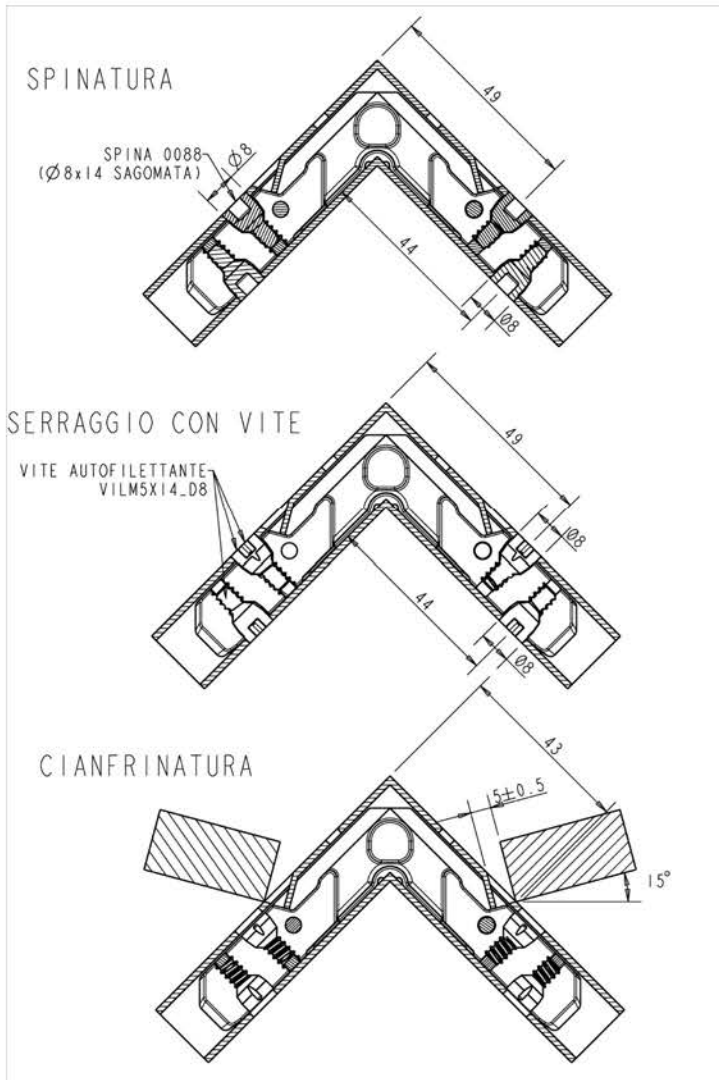 SPINATURA
49
SPINA 0088
(Ø8x14 SAGOMATA)
Ø8
44
Ø8
SERRAGGIO CON VITE
49
VITE AUTOFILETTANTE
VILM5X14_D8
Ø8
44
Ø8
CIANFRINATURA
43
5±0.5
15°